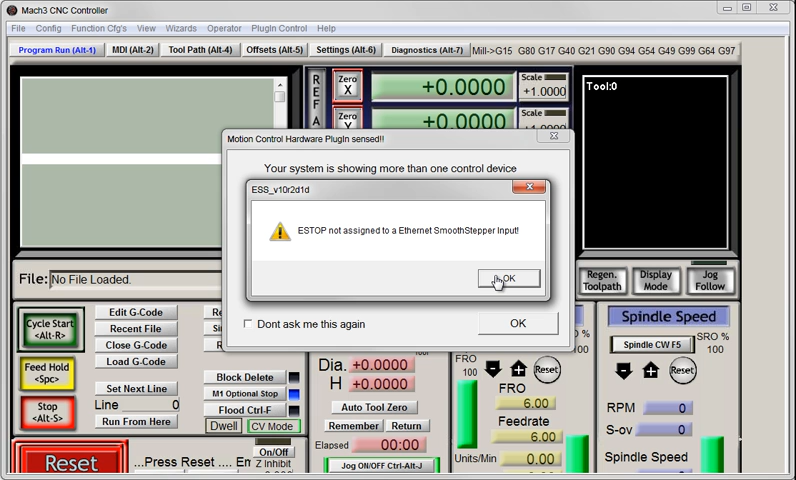 Mach3 CNC Controller
File Config Function Cfg's View Wizards Operator PlugIn Control Help
Program Run (Alt-1) MDI (Alt-2) Tool Path (Alt-4) Offsets (Alt-5) Settings (Alt-6) Diagnostics (Alt-7) Mill->G15 G80 G17 G40 G21 G90 G94 G54 G49 G99 G64 G97
REFA
Zero X
+0.0000
Scale
+1.0000
Zero
+0.0000
Scale
Tool:0
Motion Control Hardware PlugIn sensed!!
Your system is showing more than one control device
ESS_v10r2d1d
ESTOP not assigned to a Ethernet SmoothStepper Input!
OK
Dont ask me this again
OK
File: No File Loaded.
Regen. Toolpath
Display Mode
Jog Follow
Cycle Start
<Alt-R>
Feed Hold
<Spc>
Stop
<Alt-S>
Reset
Edit G-Code
Recent File
Close G-Code
Load G-Code
Set Next Line
Line 0
Run From Here
...Press Reset ....
Block Delete
M1 Optional Stop
Flood Ctrl-F
Dwell CV Mode
On/Off
Z Inhibit
Dia. +0.0000
H +0.0000
Auto Tool Zero
Remember Return
Elapsed 00:00
Jog ON/OFF Ctrl-Alt-J
FRO
100
Reset
FRO
6.00
Feedrate
6.00
Units/Min 0.00
Spindle Speed
Spindle CW F5
SRO %
100
Reset
RPM 0
S-ov 0
Spindle Speed